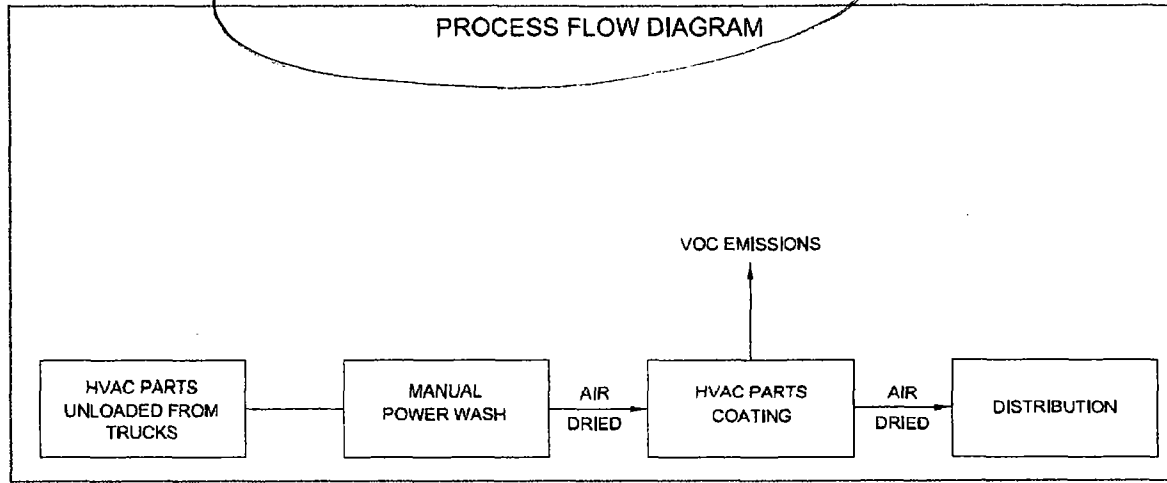 PROCESS FLOW DIAGRAM
VOC EMISSIONS
HVAC PARTS
UNLOADED FROM
TRUCKS
MANUAL
POWER WASH
AIR
DRIED
HVAC PARTS
COATING
AIR
DRIED
DISTRIBUTION